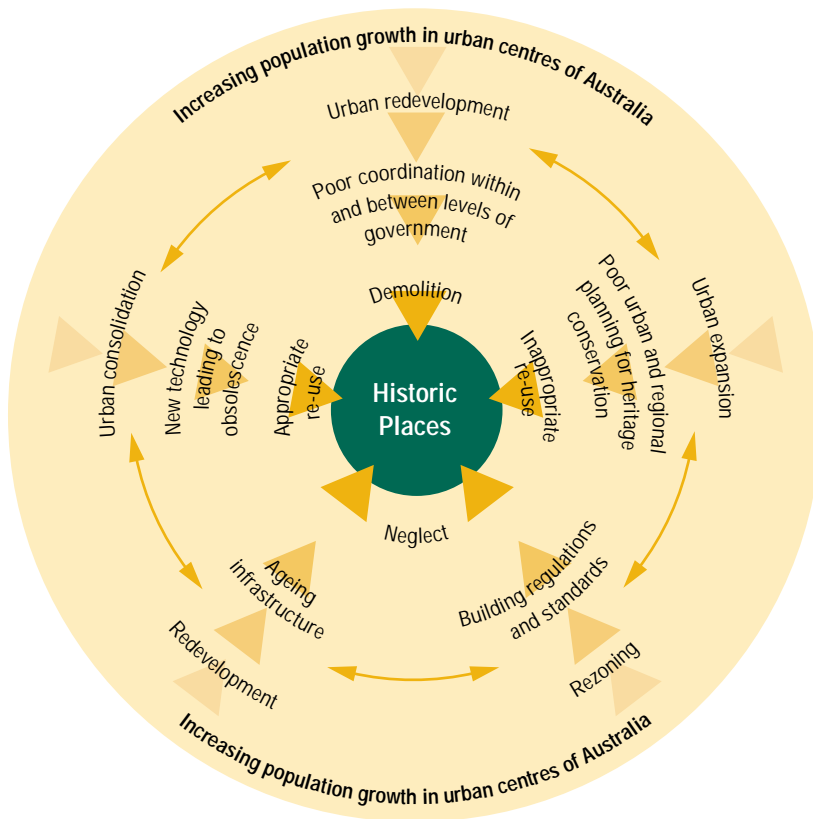 Increasing population growth in urban centres of Australia
Urban redevelopment
Poor coordination within
and between levels of
government
Demolition
Urban consolidation
New technology
leading to
obsolescence
Appropriate
re-use
Historic
Places
Inappropriate
re-use
Poor urban and regional
planning for heritage
conservation
Urban expansion
Neglect
Ageing
infrastructure
Redevelopment
Building regulations
and standards
Rezoning
Increasing population growth in urban centres of Australia